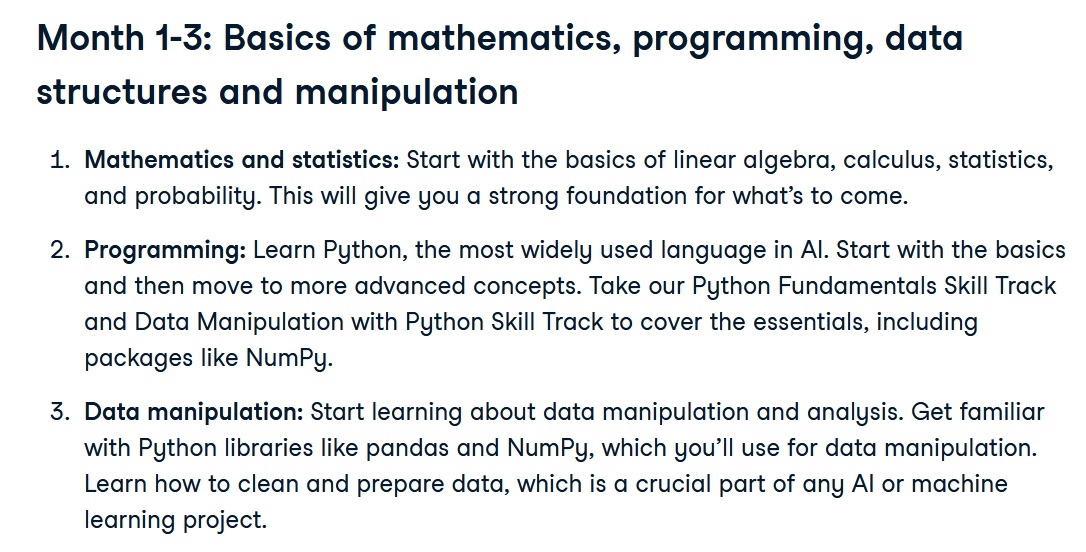 Month 1-3: Basics of mathematics, programming, data
structures and manipulation
1. Mathematics and statistics: Start with the basics of linear algebra, calculus, statistics,
and probability. This will give you a strong foundation for what’s to come.
2. Programming: Learn Python, the most widely used language in AI. Start with the basics
and then move to more advanced concepts. Take our Python Fundamentals Skill Track
and Data Manipulation with Python Skill Track to cover the essentials, including
packages like NumPy.
3. Data manipulation: Start learning about data manipulation and analysis. Get familiar
with Python libraries like pandas and NumPy, which you’ll use for data manipulation.
Learn how to clean and prepare data, which is a crucial part of any AI or machine
learning project.